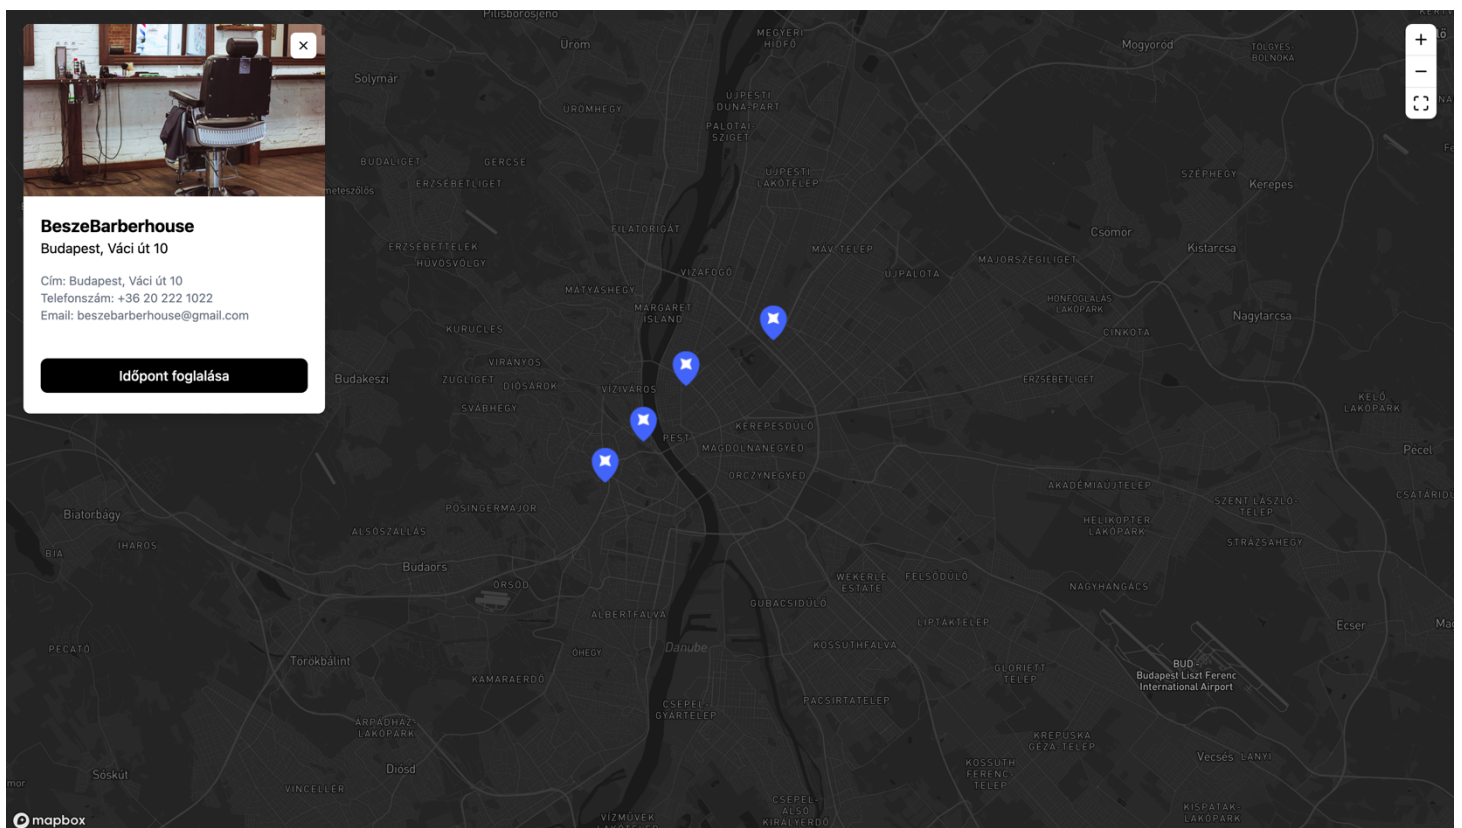 BeszeBarberhouse
Budapest, Váci út 10
Cím: Budapest, Váci út 10
Telefonszám: +36 20 222 1022
Email: beszebarberhouse@gmail.com
Időpont foglalása
Pilisborosjenő
Üröm
MEGYERI
HÍDFŐ
Mogyoród
TÖLGYES-
BOLNOKA
Solymár
ÜRÖMHEGY
ÚJPESTI
DUNA-PART
PALOTAI-
SZIGET
BUDALIGET
GERCSE
ERZSÉBETLIGET
ÚJPESTI
LAKÓTELEP
SZÉPHEGY
Kerepes
FILATORIGÁT
Csömör
ERZSÉBETTELEK
HŰVÖSVÖLGY
MÁV-TELEP
Kistarcsa
VIZAFOGÓ
ÚJPALOTA
MAJORSZEGILIGET
MÁTYÁSHEGY
MARGARET
ISLAND
HONFOGLALÁS
LAKÓPARK
Nagytarcsa
KURUCLES
CINKOTA
VIRÁNYOS
Budakeszi
ZUGLIGET
DIÓSÁROK
VÍZIVÁROS
ERZSÉBETLIGET
SVÁBHEGY
KÉLŐ
LAKÓPARK
PEST
KEREPESDŰLŐ
MAGDOLNANEGYED
Pécel
ORCZYNEGYED
AKADÉMIAÚJTELEP
SZENT LÁSZLÓ-
TELEP
Biatorbágy
PÖSINGERMAJOR
HELIKOPTER
LAKÓPARK
ALSÓSZÁLLÁS
IHAROS
BIA
STRÁZSAHEGY
Budaörs
ŐRSÖD
WEKERLE
ESTATE
FELSŐDŰLŐ
NAGYHANGÁCS
GUBACSIDŰLŐ
ALBERTFALVA
LIPTÁKTELEP
Ecser
PECATÓ
ÓHEGY
Danube
KOSSUTHFALVA
Törökbálint
BUD -
Budapest Liszt Ferenc
International Airport
GLORIETT
TELEP
KAMARAERDŐ
PACSIRTATELEP
CSEPEL-
GYÁRTELEP
ÁRPÁDHÁZ-
LAKÓPARK
KREPUSKA
GÉZA-TELEP
Vecsés
LANYI
Diósd
Sóskút
KOSSUTH
FERENC-
TELEP
VINCELLÉR
CSEPEL-
ALSÓ
KIRÁLYERDŐ
KISPATAK-
LAKÓPARK
VÍZMŰVEK
mapbox